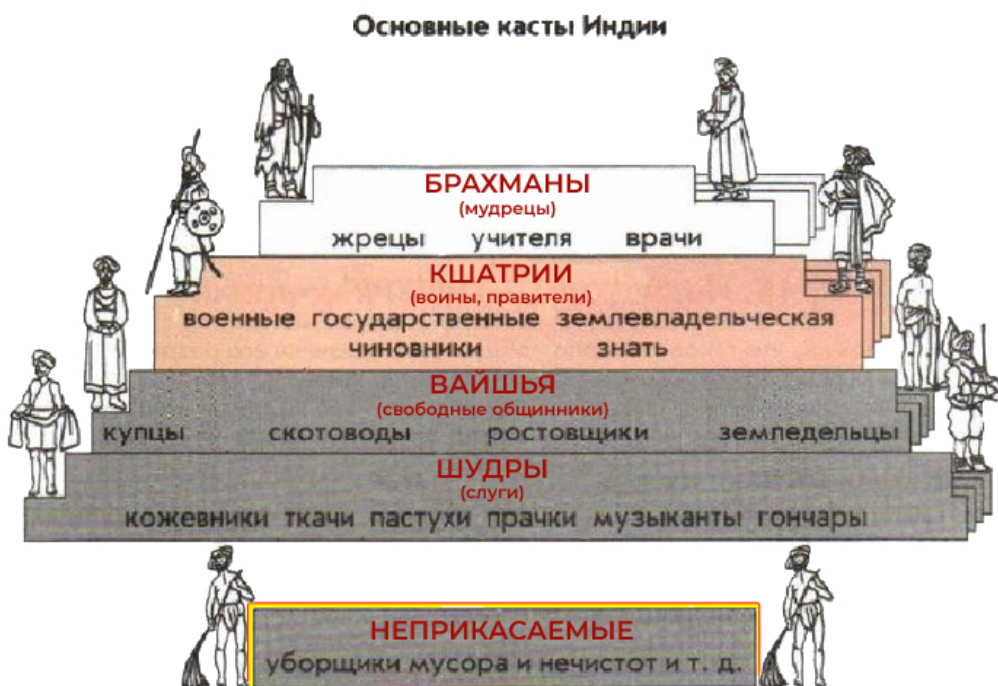 Основные касты Индии
БРАХМАНЫ
(мудрецы)
жрецы учителя врачи
КШАТРИИ
(воины, правители)
военные государственные землевладельческая
чиновники знать
ВАЙШЬЯ
(свободные общинники)
купцы скотоводы ростовщики земледельцы
ШУДРЫ
(слуги)
кожевники ткачи пастухи прачки музыканты гончары
НЕПРИКАСАЕМЫЕ
уборщики мусора и нечистот и т. д.